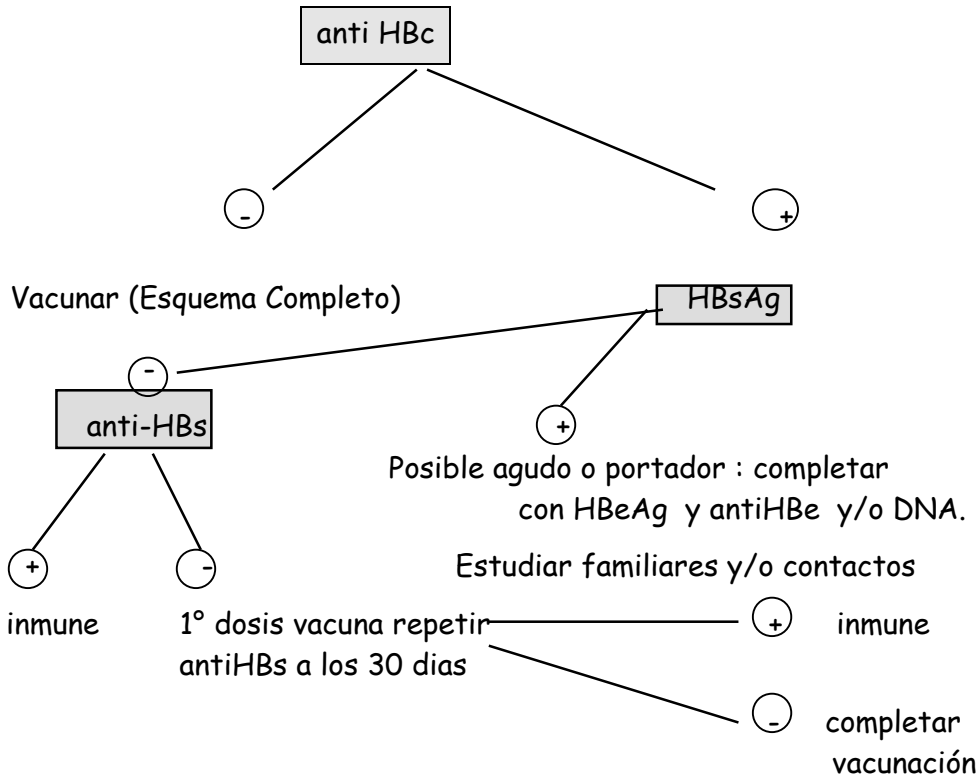 anti HBc
-
+
Vacunar (Esquema Completo)
HBsAg
-
anti-HBs
+
Posible agudo o portador : completar
con HBeAg y antiHBe y/o DNA.
Estudiar familiares y/o contactos
+
-
inmune
1° dosis vacuna repetir
antiHBs a los 30 dias
+
inmune
-
completar
vacunación